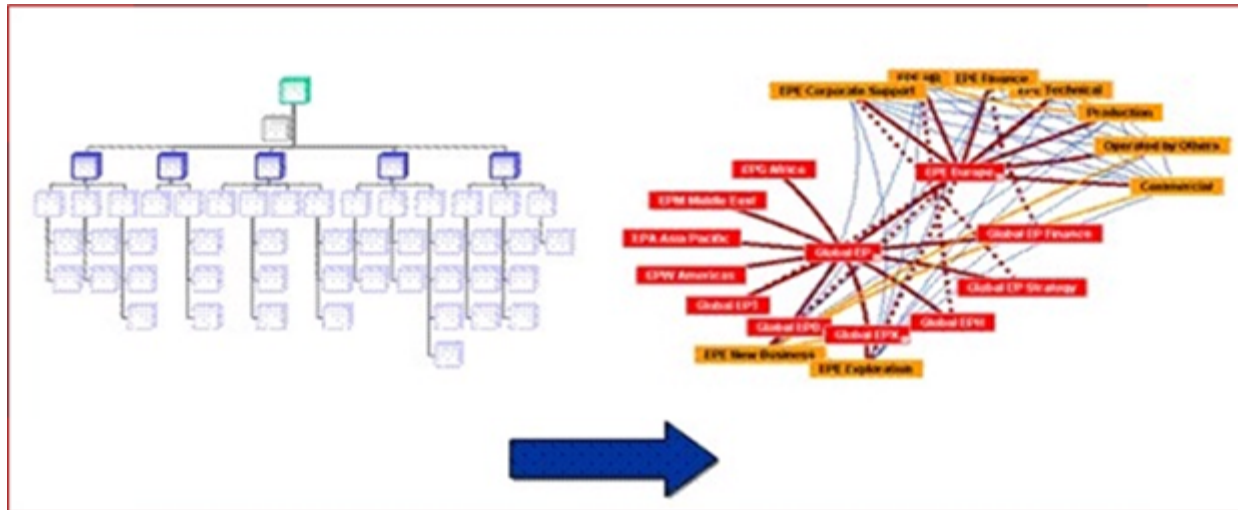 EPE HR
EPE Finance
EPE Corporate Support
EPE Technical
Production
Operated by Others
EPG Africa
EPE Europe
Commercial
EPM Middle East
Global EP Finance
EPA Asia Pacific
Global EP
EPW Americas
Global EP Strategy
Global EPT
Global EPH
Global EPX
EPE New Business
EPE Exploration